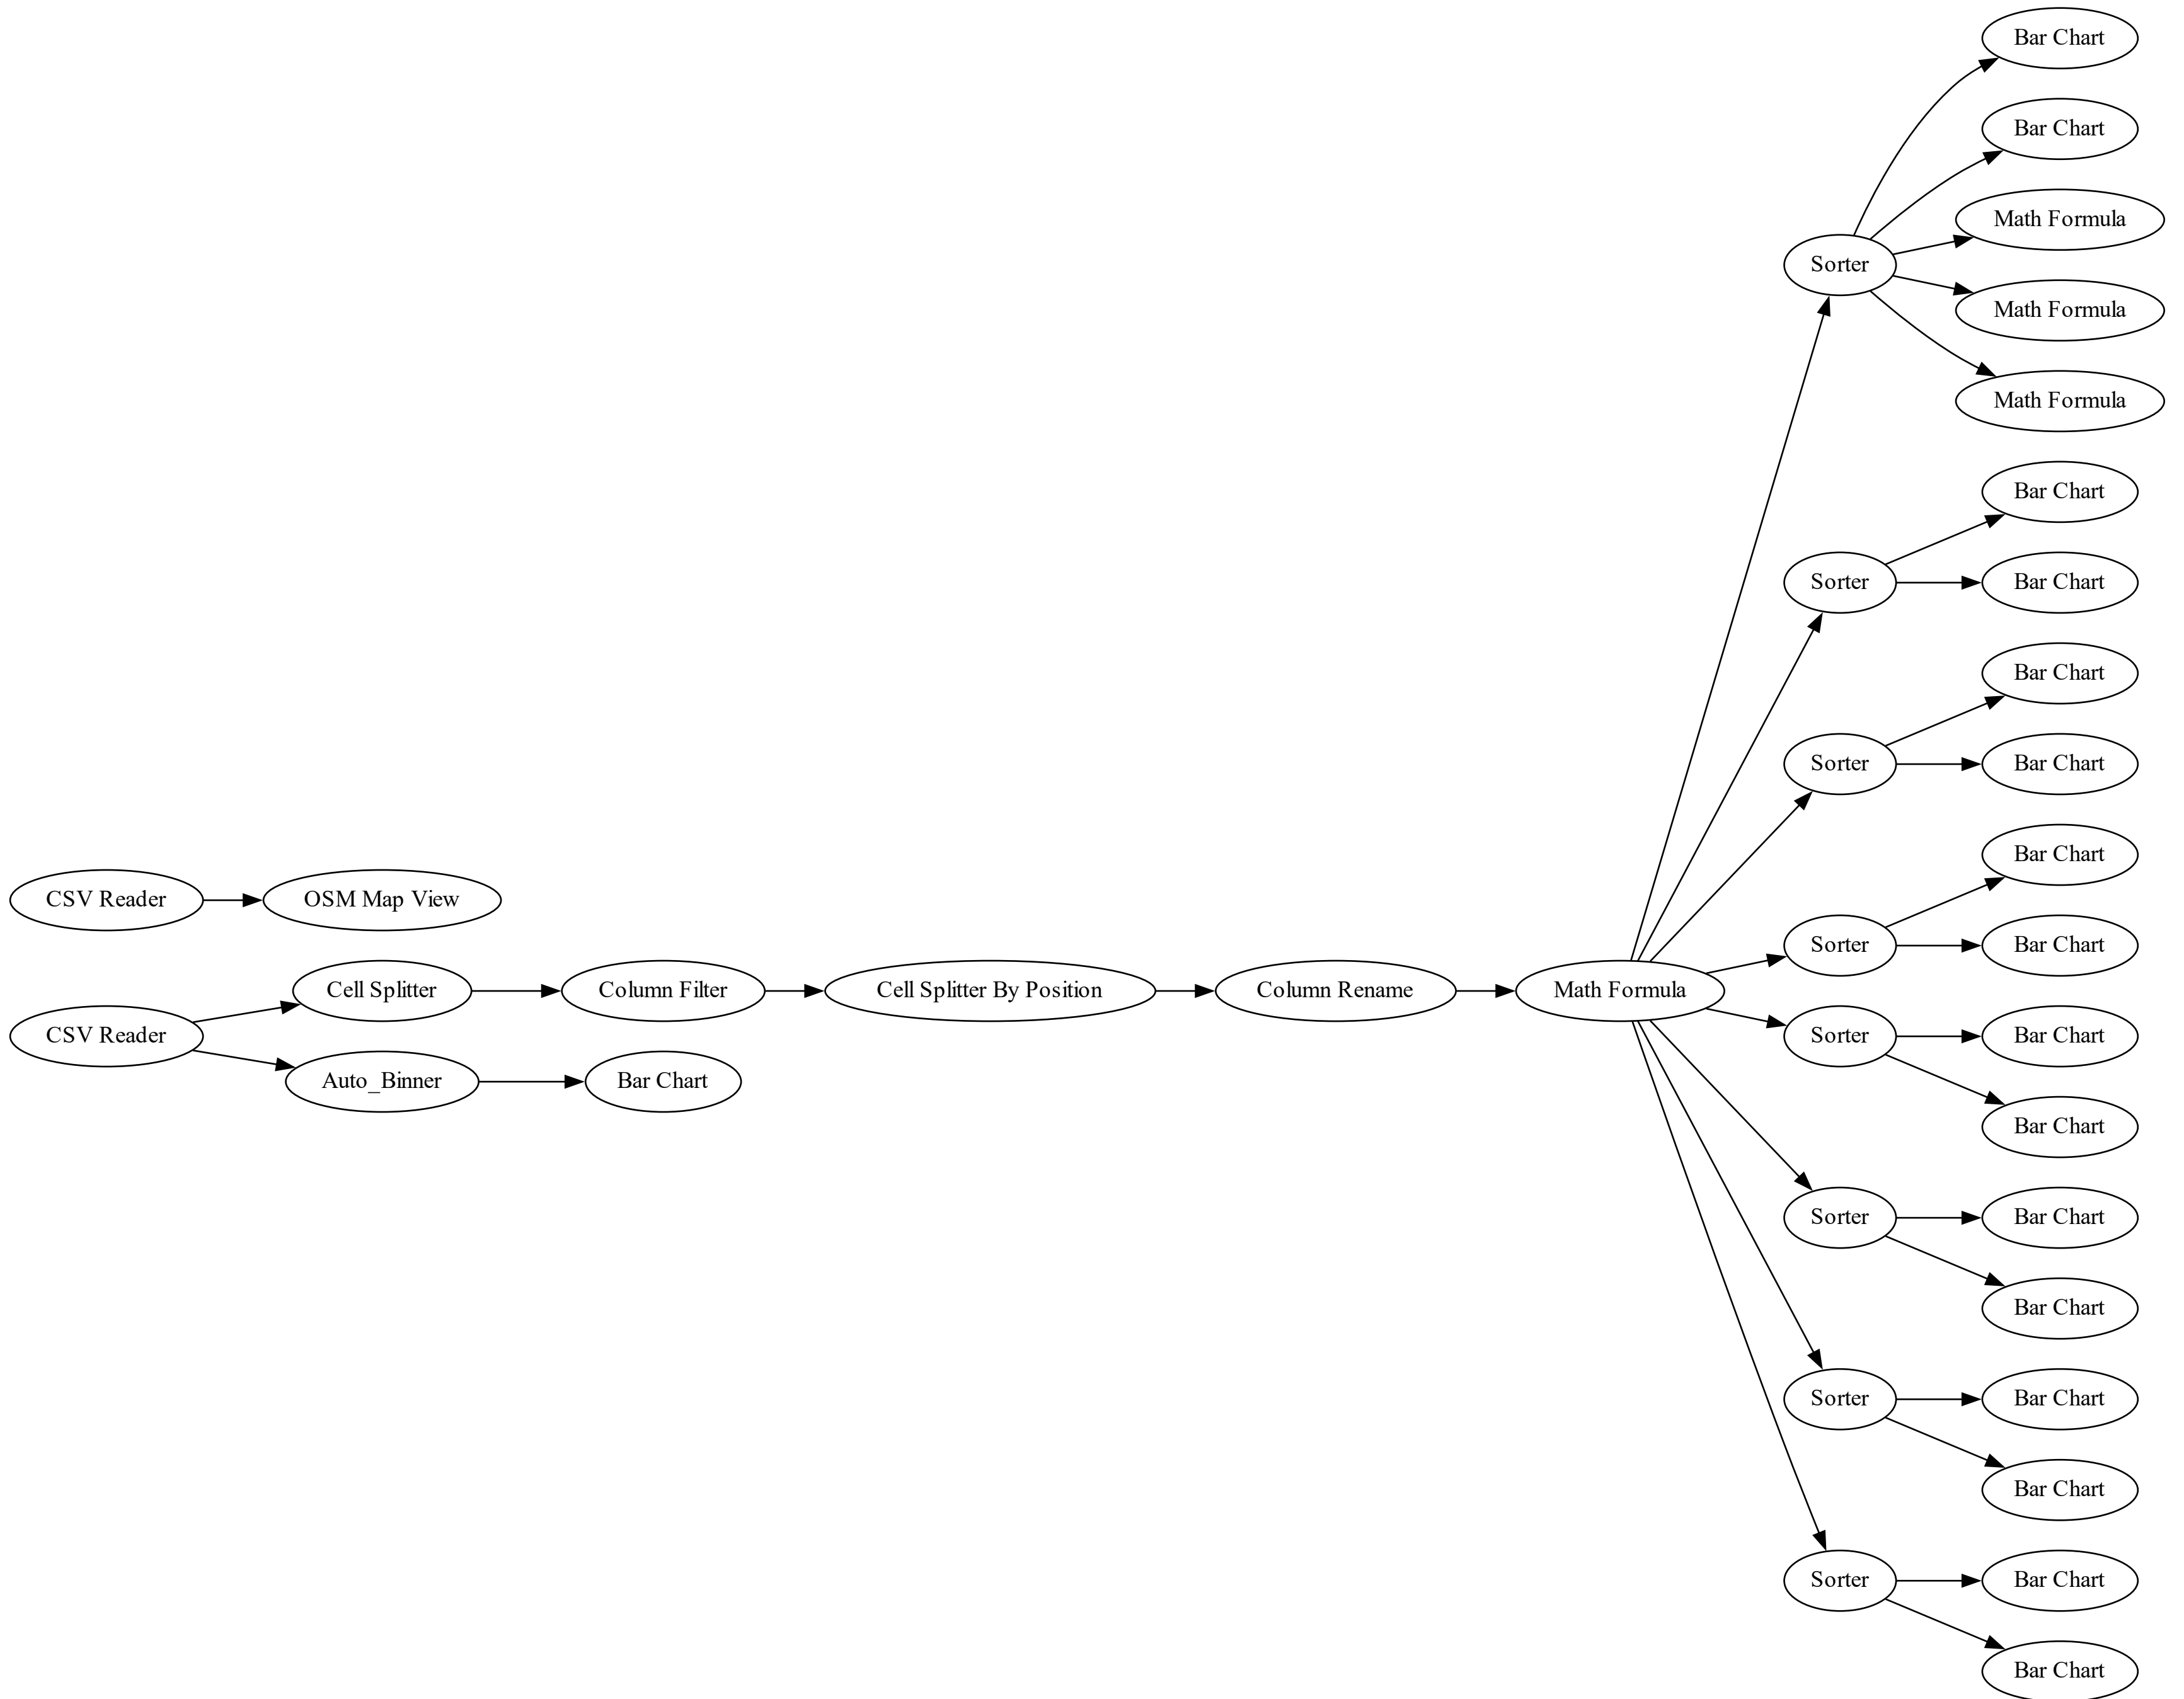 Bar Chart
Bar Chart
Math Formula
Sorter
Math Formula
Math Formula
Bar Chart
Sorter
Bar Chart
Bar Chart
Sorter
Bar Chart
Bar Chart
CSV Reader
OSM Map View
Sorter
Bar Chart
Cell Splitter
Column Filter
Cell Splitter By Position
Column Rename
Math Formula
CSV Reader
Sorter
Bar Chart
Auto_Binner
Bar Chart
Bar Chart
Sorter
Bar Chart
Bar Chart
Sorter
Bar Chart
Bar Chart
Sorter
Bar Chart
Bar Chart